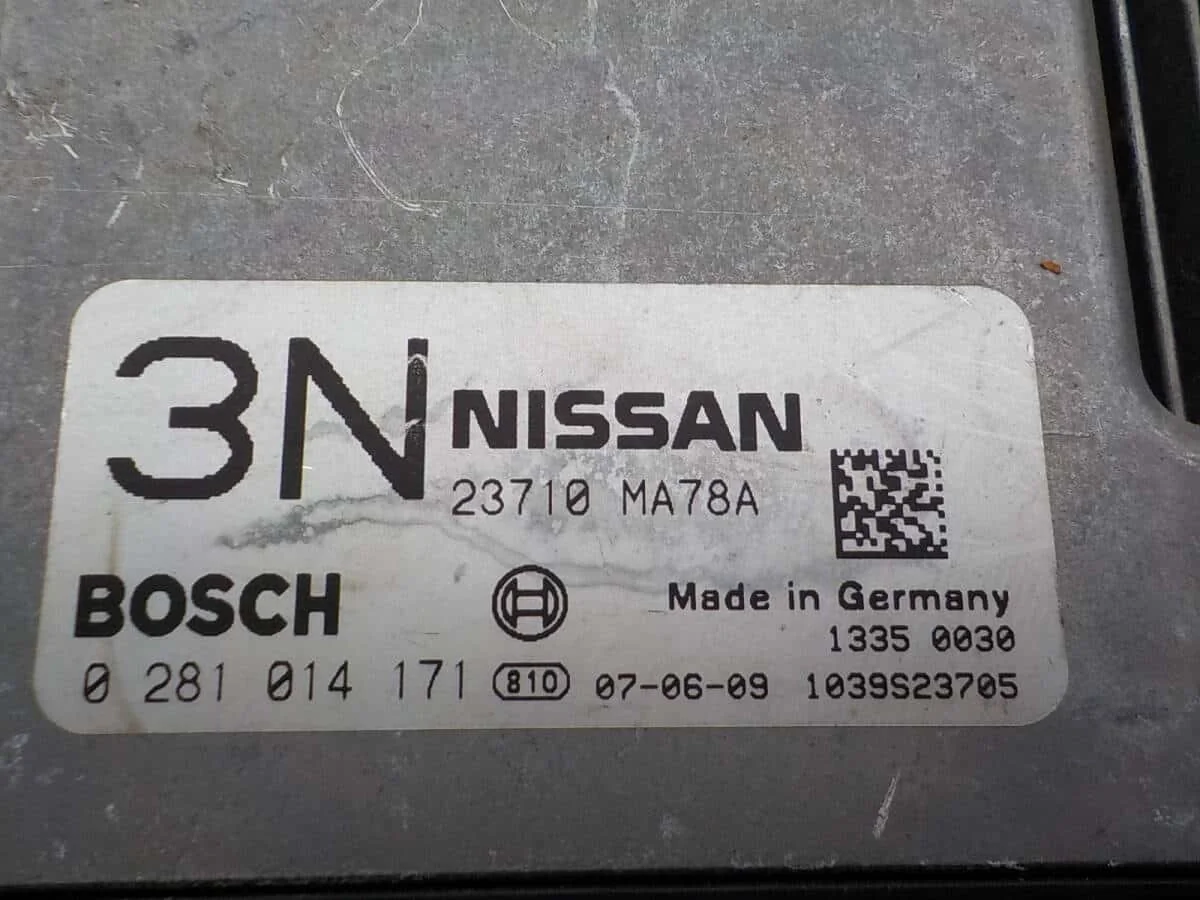 3N NISSAN
23710 MA78A
BOSCH Made in Germany
1335 0030
0 281 014 171 810 07-06-09 1039S23705